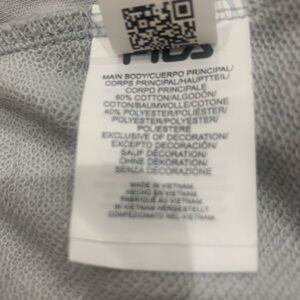 MAIN BODY/CUERPO PRINCIPAL/
CORPS PRINCIPAL/HAUPTTEIL/
CORPO PRINCIPALE
60% COTTON/ALGODÓN/
COTON/BAUMWOLLE/COTONE
40% POLYESTER/POLIÉSTER/
POLYESTER/POLYESTER/
POLIESTERE
EXCLUSIVE OF DECORATION/
EXCEPTO DECORACIÓN/
SAUF DÉCORATION/
OHNE DEKORATION/
SENZA DECORAZIONE
MADE IN VIETNAM.
HECHO EN VIETNAM.
FABRIQUÉ AU VIETNAM.
IN VIETNAM HERGESTELLT.
CONFEZIONATO NEL VIETNAM.